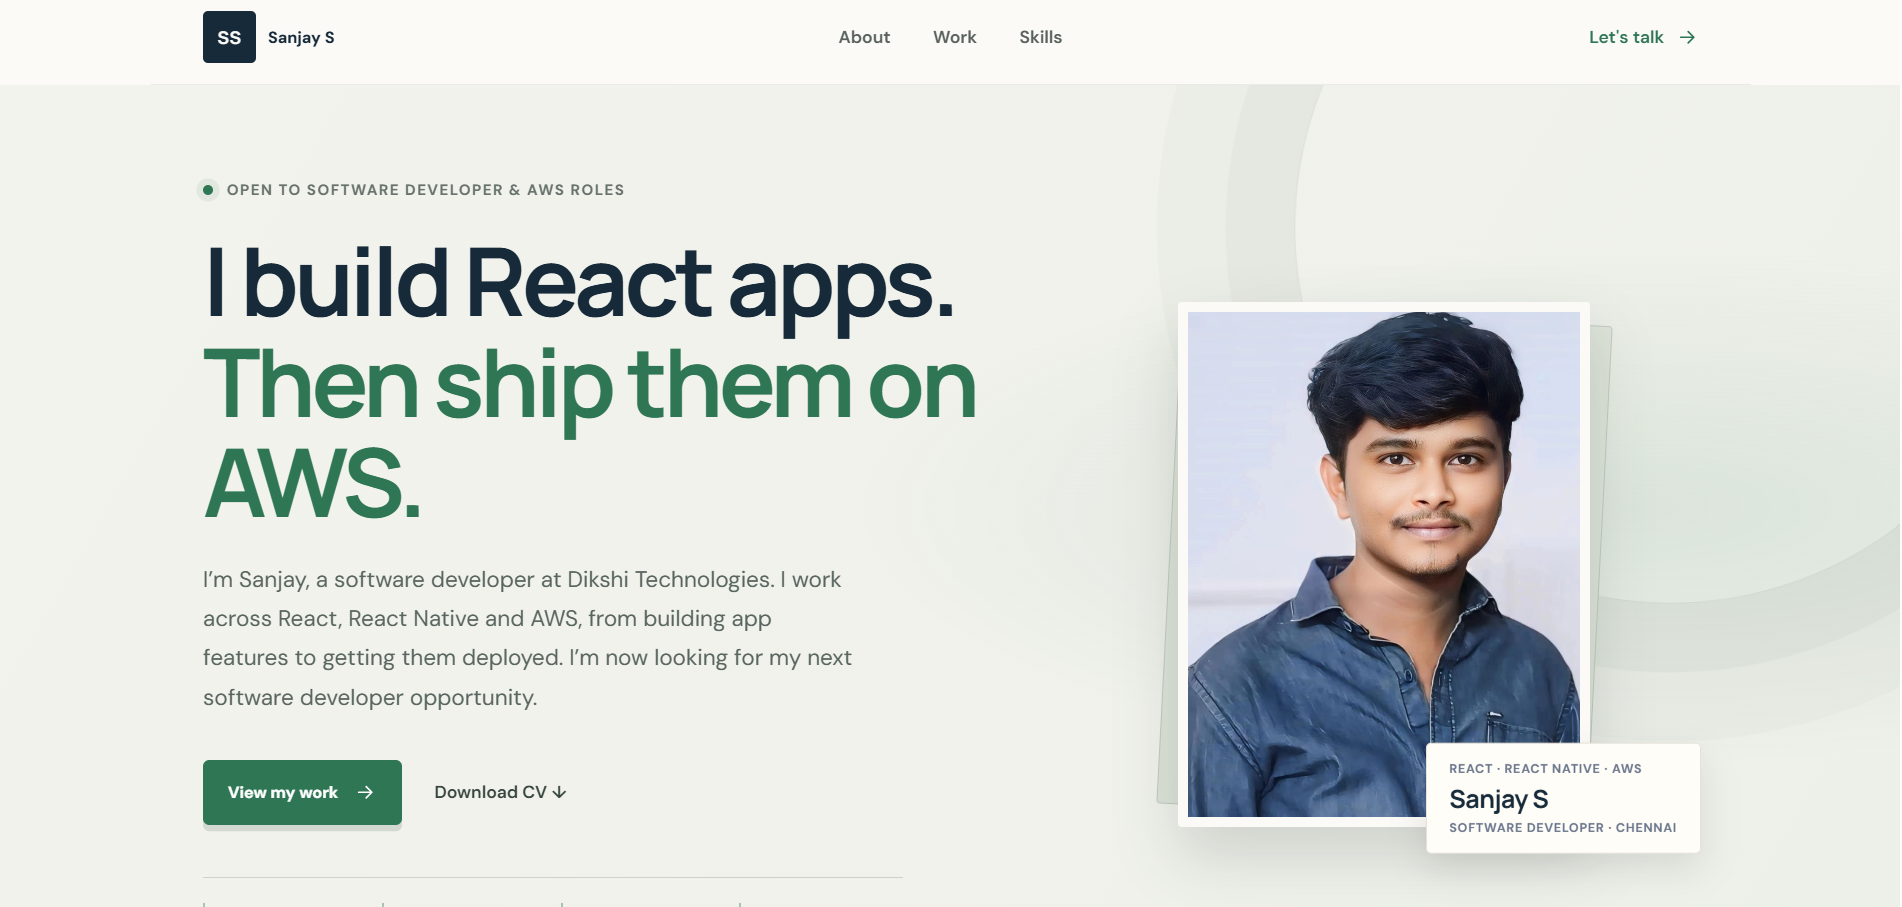 SS
Sanjay S
About
Work
Skills
Let's talk →
OPEN TO SOFTWARE DEVELOPER & AWS ROLES
I build React apps.
Then ship them on
AWS.
I’m Sanjay, a software developer at Dikshi Technologies. I work
across React, React Native and AWS, from building app
features to getting them deployed. I’m now looking for my next
software developer opportunity.
View my work →
Download CV ↓
REACT · REACT NATIVE · AWS
Sanjay S
SOFTWARE DEVELOPER · CHENNAI